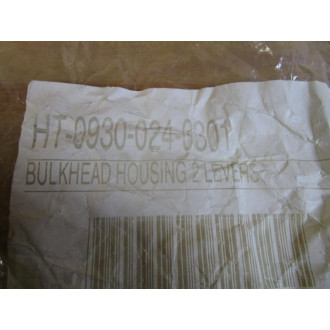 HT-0930-024-0301
BULKHEAD HOUSING 2 LEVERS